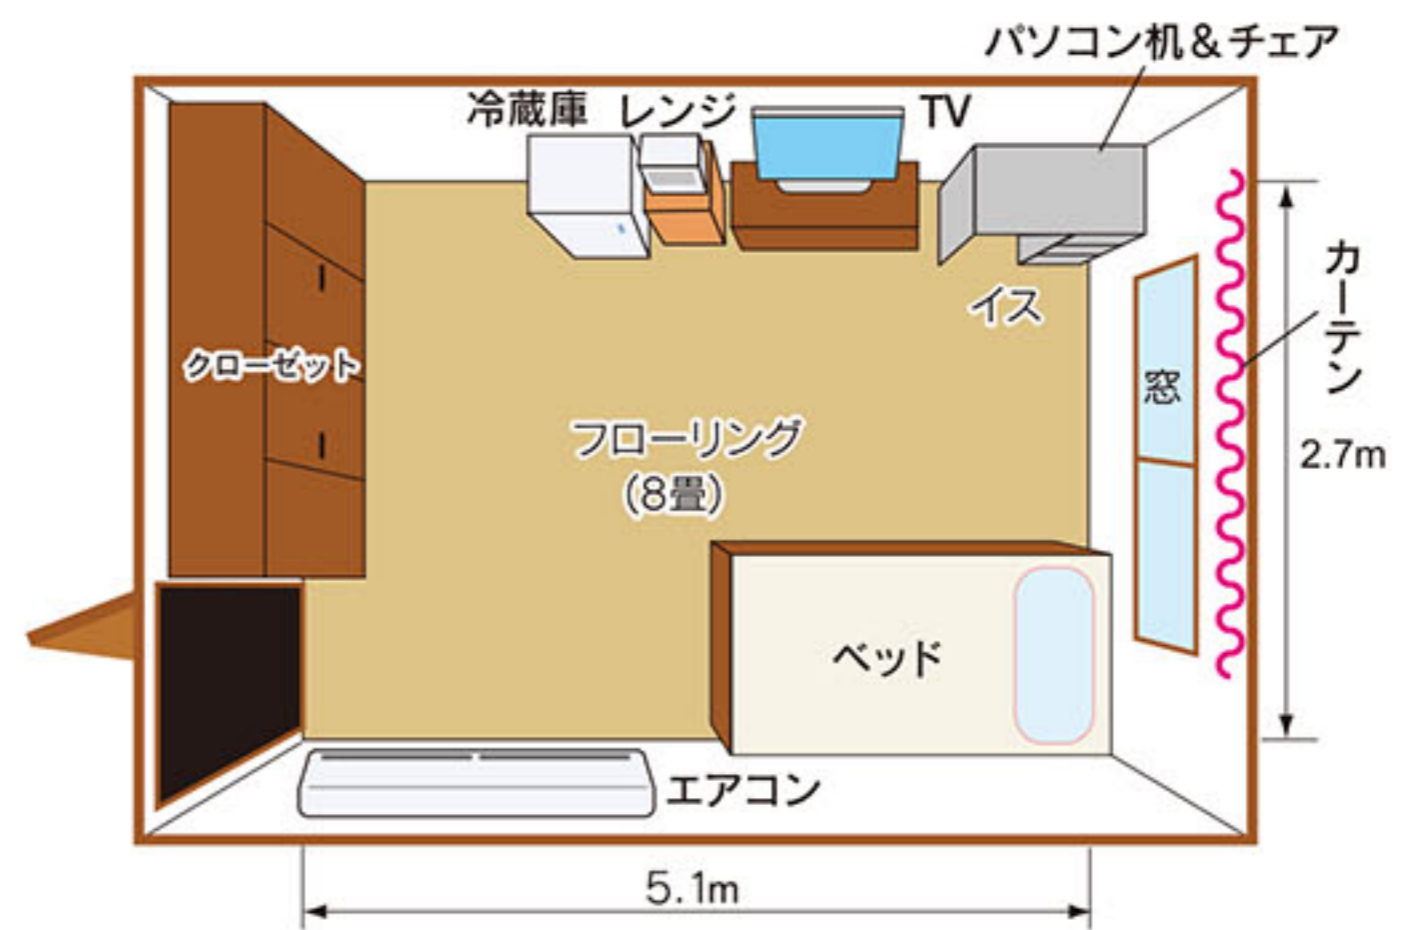 パソコン机&チェア
冷蔵庫
レンジ
TV
カーテン
イス
クローゼット
窓
フローリング
(8畳)
2.7m
ベッド
エアコン
5.1m